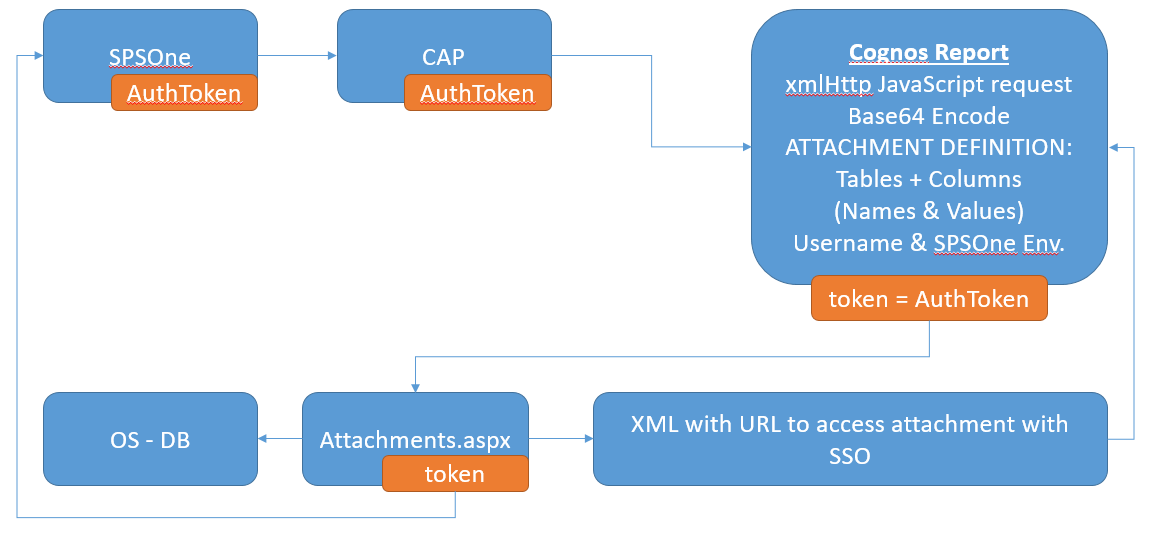 SPSOne
AuthToken
CAP
AuthToken
Cognos Report
xmlHttp JavaScript request
Base64 Encode
ATTACHMENT DEFINITION:
Tables + Columns
(Names & Values)
Username & SPSOne Env.
token = AuthToken
OS - DB
Attachments.aspx
token
XML with URL to access attachment with
SSO